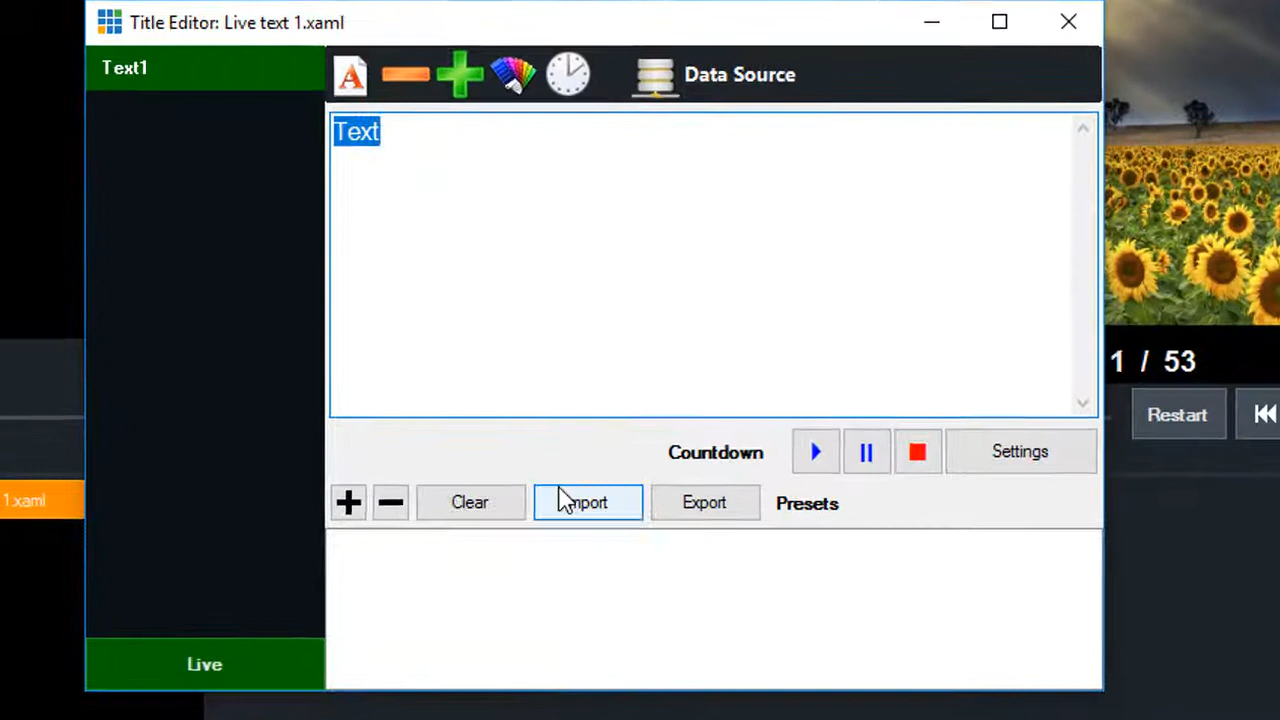 Title Editor: Live text 1.xaml
Text1
A
Data Source
Text
1 / 53
Restart
Countdown
Settings
1.xaml
Clear
Import
Export
Presets
Live